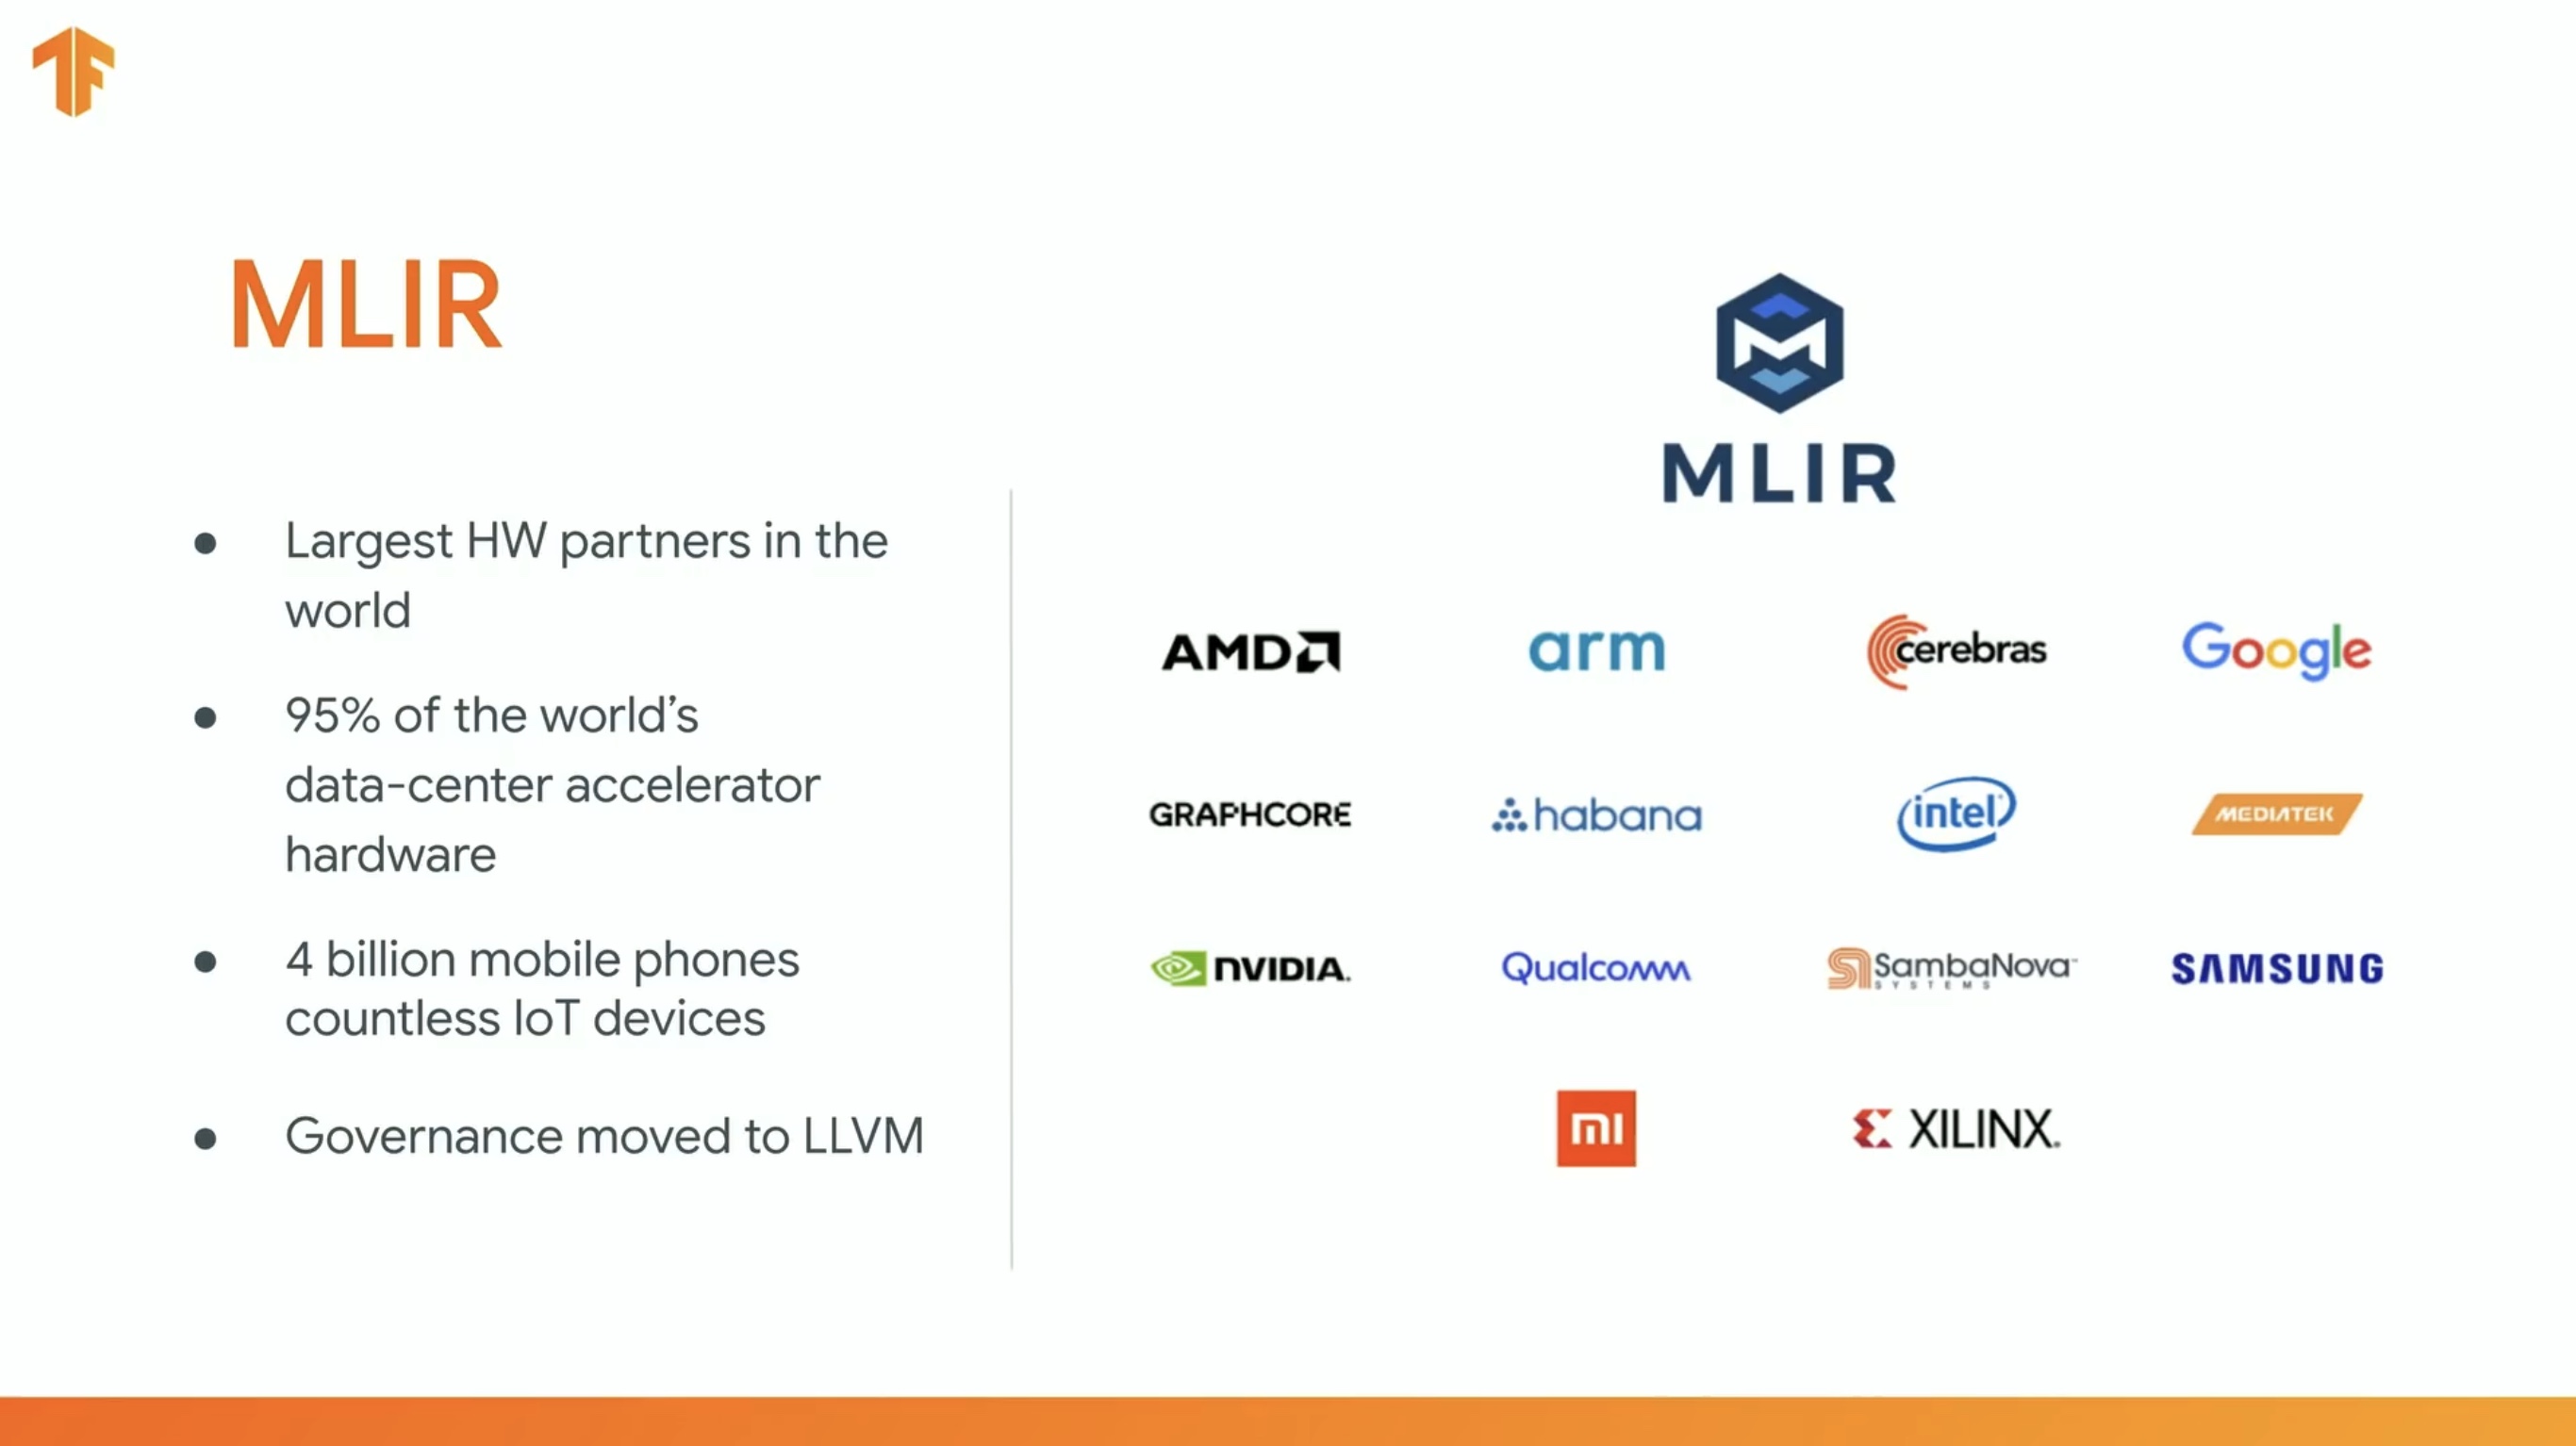 MLIR
● Largest HW partners in the
world
● 95% of the world’s
data-center accelerator
hardware
● 4 billion mobile phones
countless IoT devices
● Governance moved to LLVM
MLIR
AMD
arm
cerebras
Google
GRAPHCORE
habana
intel
MEDIATEK
NVIDIA.
Qualcomm
SambaNova™
SYSTEMS
SAMSUNG
MI
XILINX.